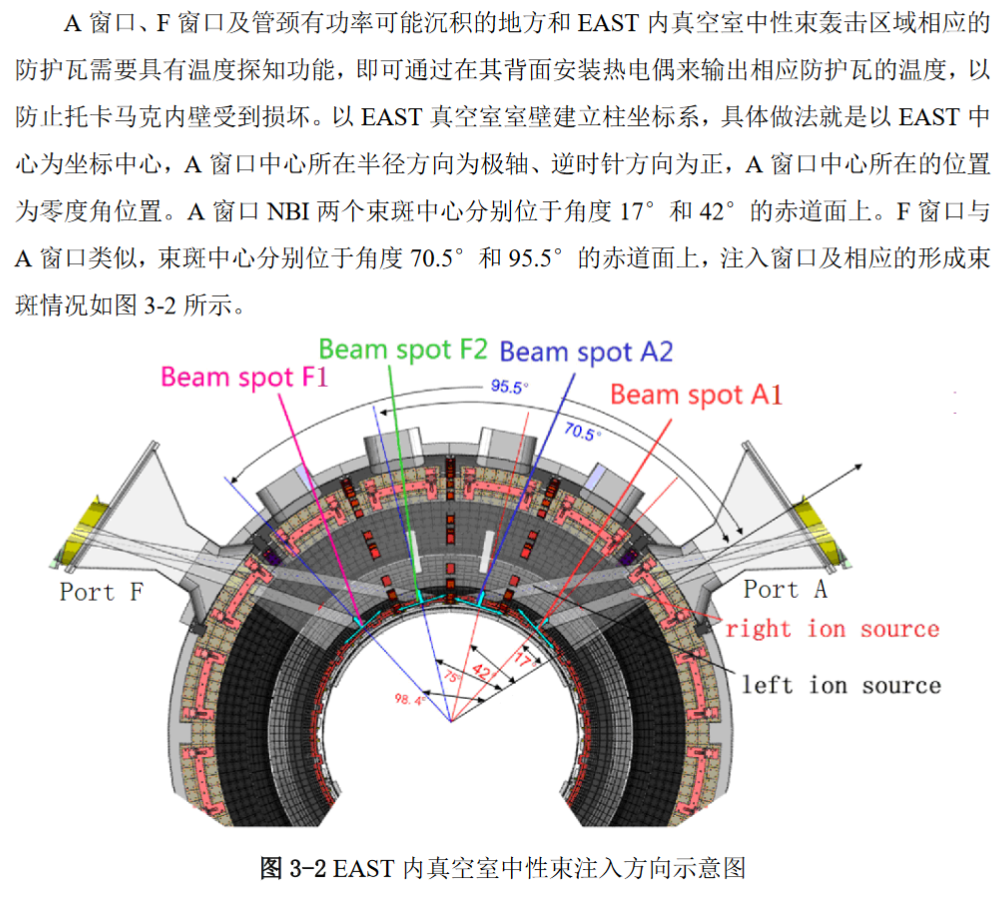 A 窗口、F 窗口及管颈有功率可能沉积的地方和 EAST 内真空室中性束轰击区域相应的
防护瓦需要具有温度探知功能，即可通过在其背面安装热电偶来输出相应防护瓦的温度，以
防止托卡马克内壁受到损坏。以 EAST 真空室室壁建立柱坐标系，具体做法就是以 EAST 中
心为坐标中心，A 窗口中心所在半径方向为极轴、逆时针方向为正，A 窗口中心所在的位置
为零度角位置。A 窗口 NBI 两个束斑中心分别位于角度 17° 和 42° 的赤道面上。F 窗口与
A 窗口类似，束斑中心分别位于角度 70.5° 和 95.5° 的赤道面上，注入窗口及相应的形成束
斑情况如图 3-2 所示。
Beam spot F2
Beam spot A2
Beam spot F1
Beam spot A1
95.5°
70.5°
Port F
Port A
right ion source
left ion source
17°
42°
75°
98.4°
图 3-2 EAST 内真空室中性束注入方向示意图